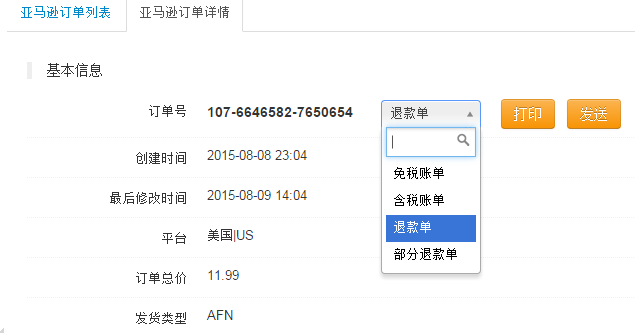 亚马逊订单列表 亚马逊订单详情
基本信息
订单号 107-6646582-7650654 退款单 打印 发送
免税账单
创建时间 2015-08-08 23:04
含税账单
最后修改时间 2015-08-09 14:04
退款单
平台 美国|US
部分退款单
订单总价 11.99
发货类型 AFN